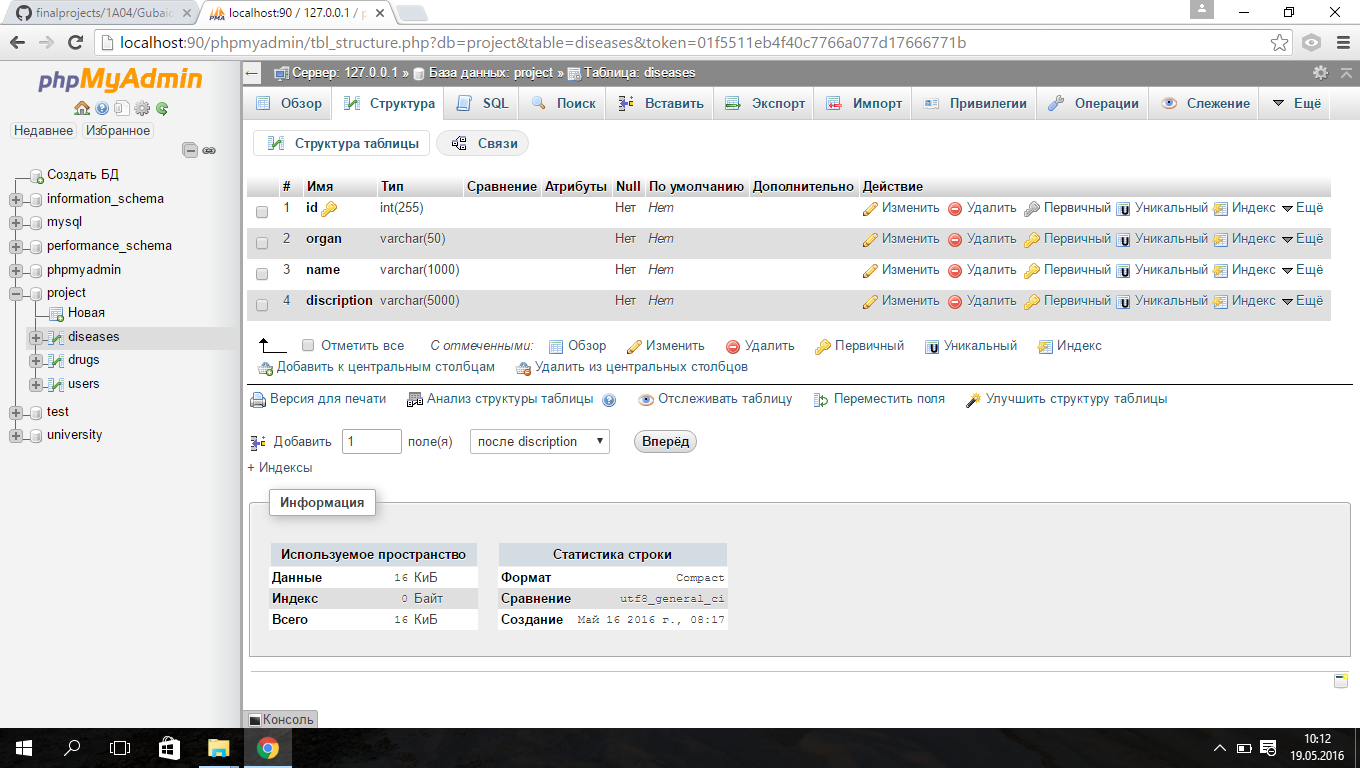 finalprojects/1A04/Gubaid
localhost:90 / 127.0.0.1 / p
localhost:90/phpmyadmin/tbl_structure.php?db=project&table=diseases&token=01f5511eb4f40c7766a077d17666771b
phpMyAdmin
Недавнее Избранное
Создать БД
information_schema
mysql
performance_schema
phpmyadmin
project
Новая
diseases
drugs
users
test
university
Сервер: 127.0.0.1 » База данных: project » Таблица: diseases
Обзор Структура SQL Поиск Вставить Экспорт Импорт Привилегии Операции Слежение Ещё
Структура таблицы Связи
# Имя Тип Сравнение Атрибуты Null По умолчанию Дополнительно Действие
1 id int(255) Нет Нет Изменить Удалить Первичный Уникальный Индекс Ещё
2 organ varchar(50) Нет Нет Изменить Удалить Первичный Уникальный Индекс Ещё
3 name varchar(1000) Нет Нет Изменить Удалить Первичный Уникальный Индекс Ещё
4 discription varchar(5000) Нет Нет Изменить Удалить Первичный Уникальный Индекс Ещё
Отметить все С отмеченными: Обзор Изменить Удалить Первичный Уникальный Индекс
Добавить к центральным столбцам Удалить из центральных столбцов
Версия для печати Анализ структуры таблицы Отслеживать таблицу Переместить поля Улучшить структуру таблицы
Добавить 1 поле(я) после discription Вперёд
+ Индексы
Информация
Используемое пространство
Данные 16 КиБ
Индекс 0 Байт
Всего 16 КиБ
Статистика строки
Формат Compact
Сравнение utf8_general_ci
Создание Май 16 2016 г., 08:17
Консоль
10:12
19.05.2016